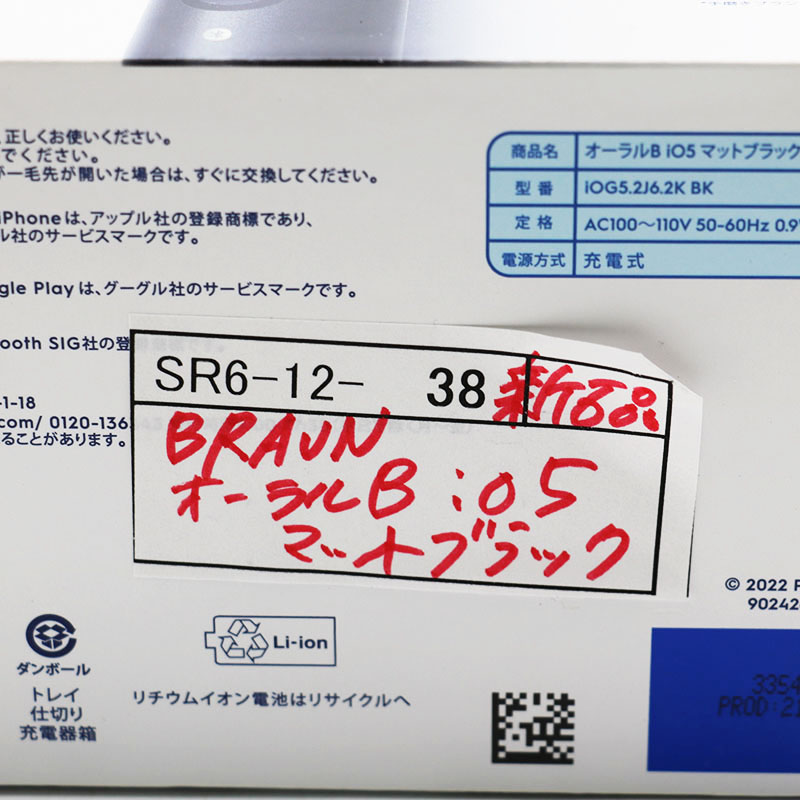 正しくお使いください。
でください。
が一毛先が開いた場合は、すぐに交換してください。
iPhoneは、アップル社の登録商標であり、
ル社のサービスマークです。
gle Playは、グーグル社のサービスマークです。
ooth SIG社の登
-1-18
com/ 0120-136
ることがあります。
商品名 オーラルB iO5 マットブラック
型番 iOG5.2J6.2K BK
定格 AC100〜110V 50-60Hz 0.9
電源方式 充電式
SR6-12- 38 新品
BRAUN
オーラルB io5
マットブラック
© 2022 P
90242
ダンボール
トレイ
仕切り
充電器箱
Li-ion
リチウムイオン電池はリサイクルへ
3354
PROD:22